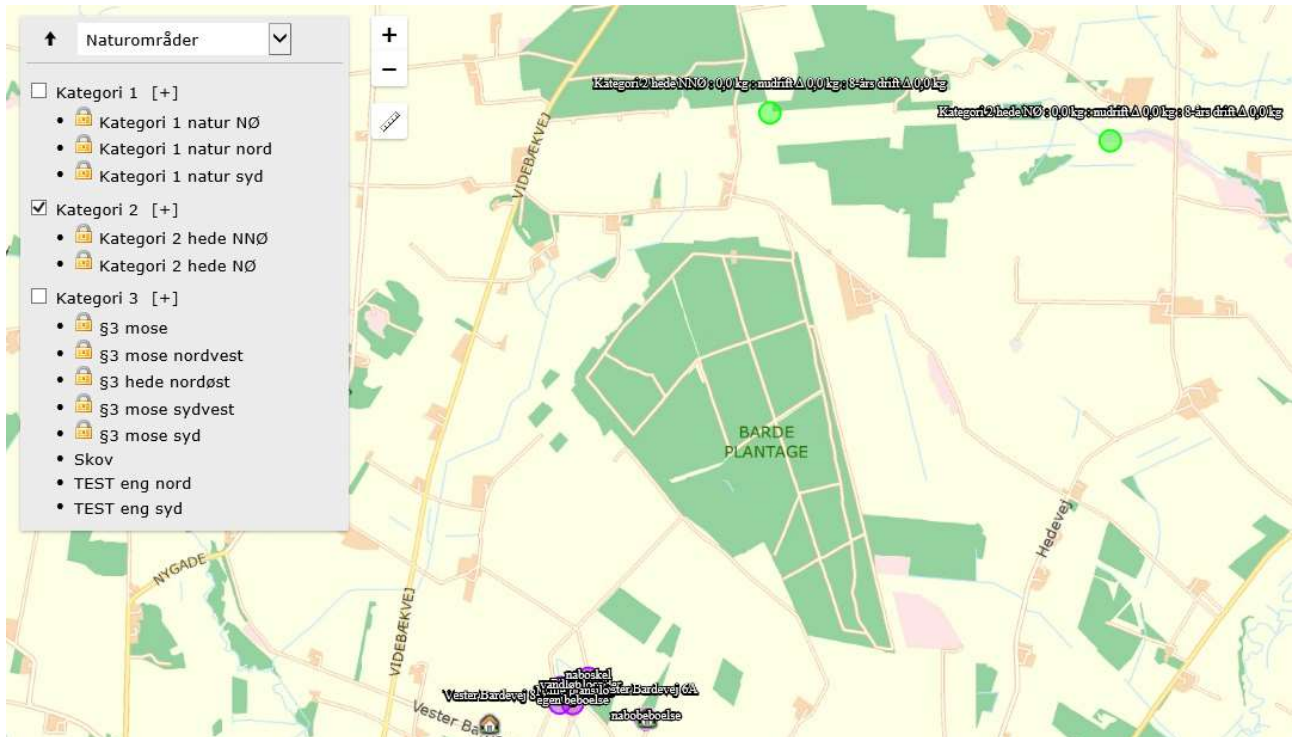 Naturområder
Kategori 1 [+]
Kategori 1 natur NØ
Kategori 1 natur nord
Kategori 1 natur syd
Kategori 2 [+]
Kategori 2 hede NNØ
Kategori 2 hede NØ
Kategori 3 [+]
§3 mose
§3 mose nordvest
§3 hede nordøst
§3 mose sydvest
§3 mose syd
Skov
TEST eng nord
TEST eng syd
+
−
Kategori 2 hede NNØ : 0,0 kg : nudrift Δ 0,0 kg : 8-års drift Δ 0,0 kg
Kategori 2 hede NØ : 0,0 kg : nudrift Δ 0,0 kg : 8-års drift Δ 0,0 kg
VIDEBÆKVEJ
BARDE
PLANTAGE
Hedevej
NYGADE
VIDEBÆKVEJ
naboskel
Vester Bardevej 8
ster Bardevej 6A
egen beboelse
nabobeboelse
Vester Ba